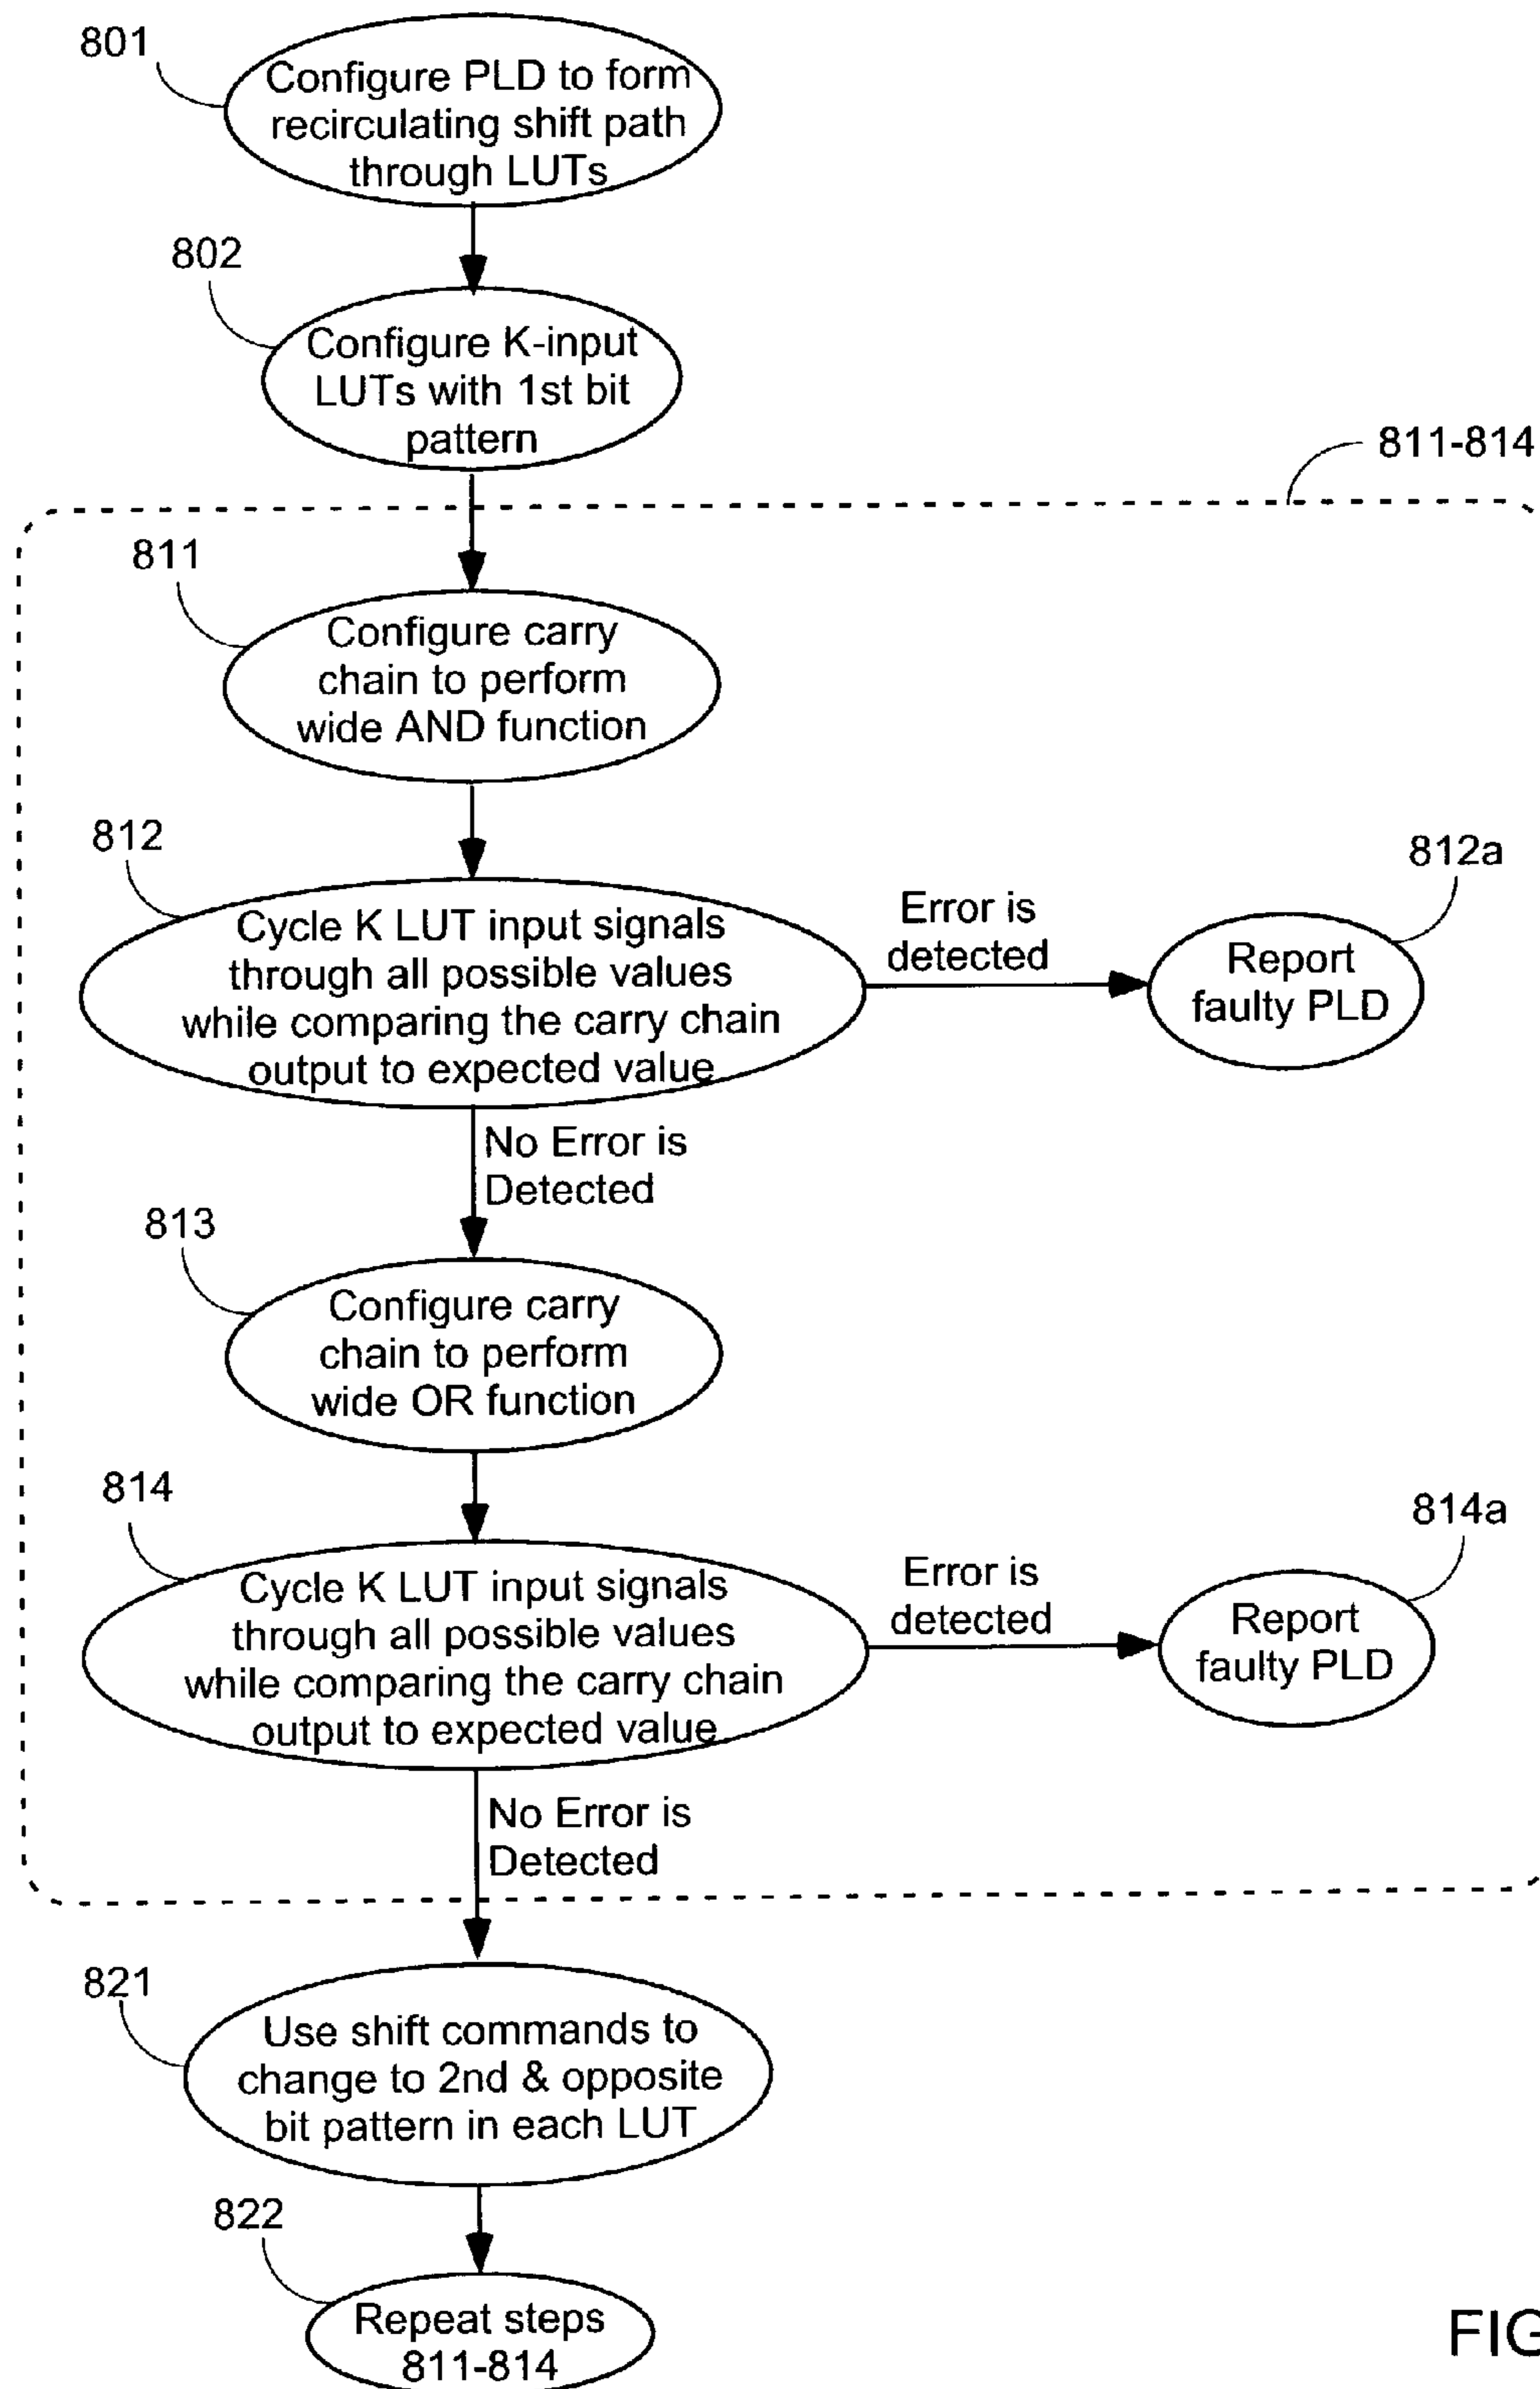 801
Configure PLD to form
recirculating shift path
through LUTs
802
Configure K-input
LUTs with 1st bit
pattern
811-814
811
Configure carry
chain to perform
wide AND function
812
Cycle K LUT input signals
through all possible values
while comparing the carry chain
output to expected value
Error is
detected
812a
Report
faulty PLD
No Error is
Detected
813
Configure carry
chain to perform
wide OR function
814
Cycle K LUT input signals
through all possible values
while comparing the carry chain
output to expected value
Error is
detected
814a
Report
faulty PLD
No Error is
Detected
821
Use shift commands to
change to 2nd & opposite
bit pattern in each LUT
822
Repeat steps
811-814
FIG